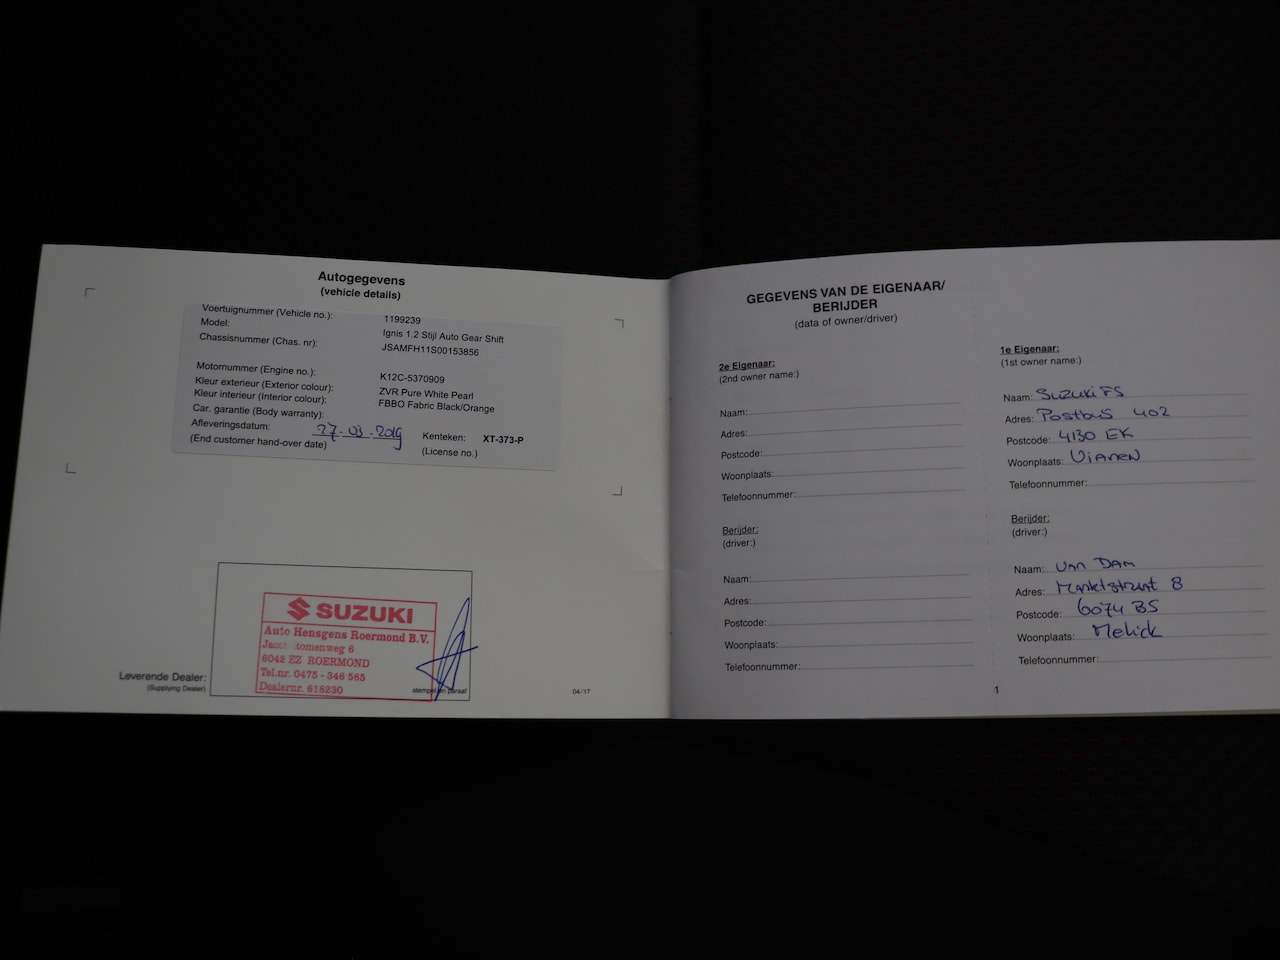 Autogegevens
(vehicle details)
Voertuignummer (Vehicle no.): 1199239
Model: Ignis 1.2 Stijl Auto Gear Shift
Chassisnummer (Chas. nr): JSAMFH11S00153856
Motornummer (Engine no.): K12C-5370909
Kleur exterieur (Exterior colour): ZVR Pure White Pearl
Kleur interieur (Interior colour): FBBO Fabric Black/Orange
Car. garantie (Body warranty):
Afleveringsdatum: 27-03-2019 Kenteken: XT-373-P
(End customer hand-over date) (License no.)
SUZUKI
Auto Hensgens Roermond B.V.
Jacob Romenweg 6
6042 EZ ROERMOND
Tel.nr. 0475 - 346 565
Dealernr. 618230
Leverende Dealer:
(Supplying Dealer)
stempel en paraaf
04/17
GEGEVENS VAN DE EIGENAAR/
BERIJDER
(data of owner/driver)
2e Eigenaar:
(2nd owner name:)
Naam:
Adres:
Postcode:
Woonplaats:
Telefoonnummer:
Berijder:
(driver:)
Naam:
Adres:
Postcode:
Woonplaats:
Telefoonnummer:
1e Eigenaar:
(1st owner name:)
Naam: Suzuki FS
Adres: Postbus 402
Postcode: 4130 EK
Woonplaats: Vianen
Telefoonnummer:
Berijder:
(driver:)
Naam: van Dam
Adres: Marktstraat 8
Postcode: 6074 BS
Woonplaats: Melick
Telefoonnummer:
1